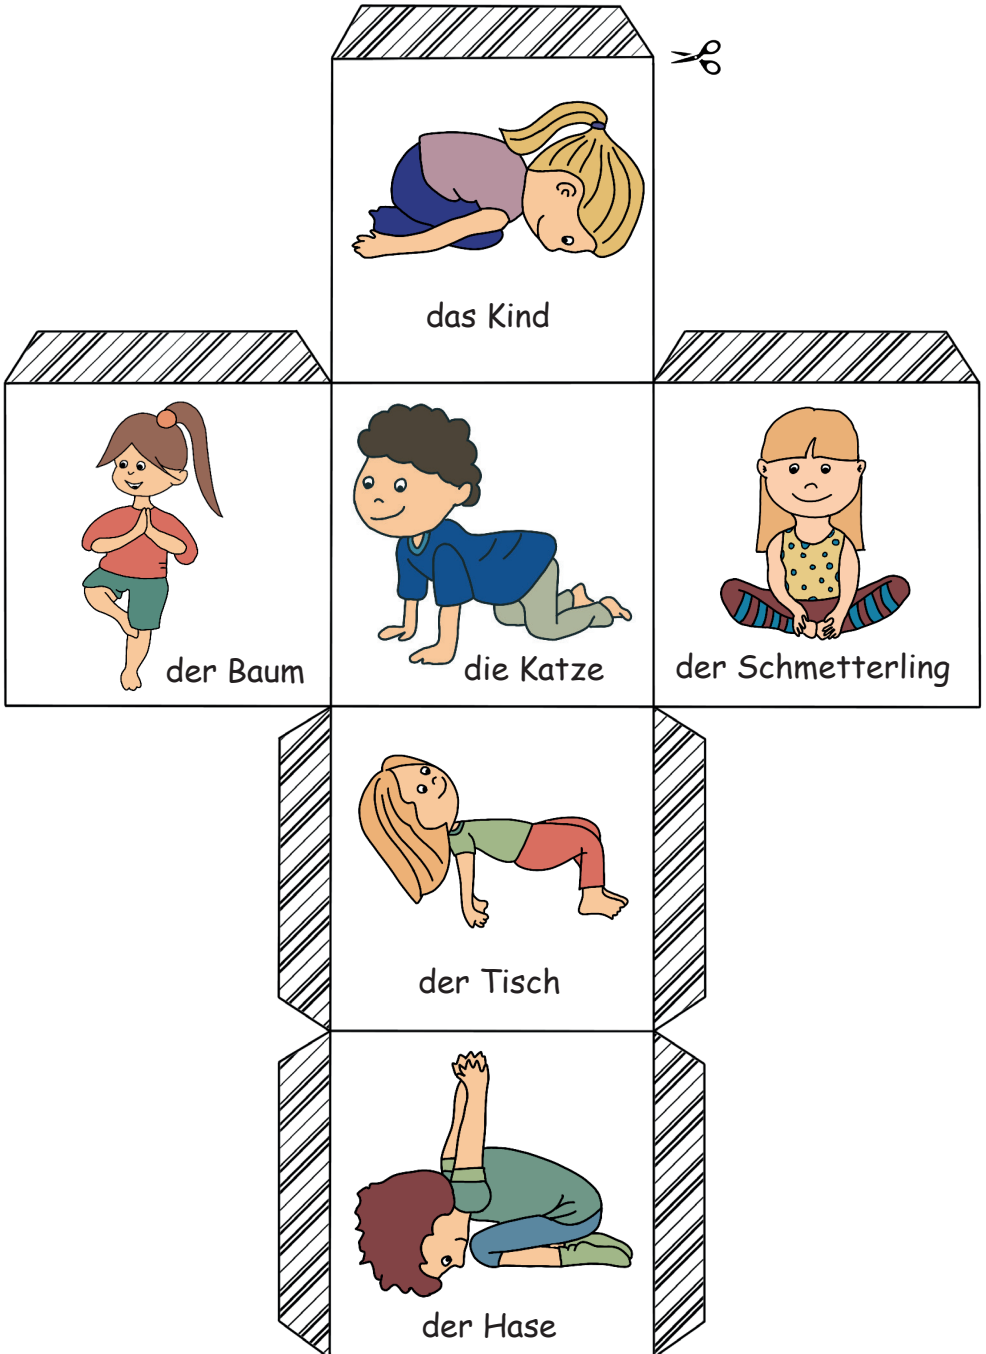 das Kind
der Baum
die Katze
der Schmetterling
der Tisch
der Hase